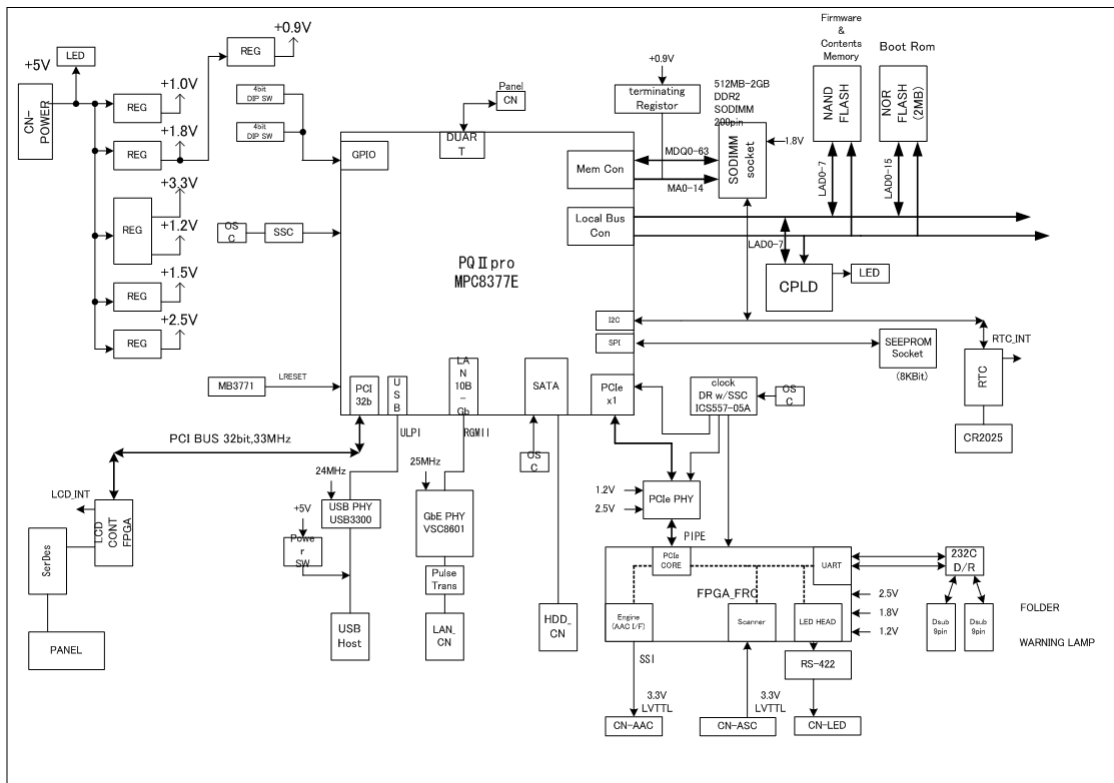 +5V
LED
CN-
POWER
REG
+0.9V
REG
+1.0V
REG
+1.8V
REG
+3.3V
+1.2V
REG
+1.5V
REG
+2.5V
4bit
DIP SW
4bit
DIP SW
GPIO
Panel
CN
DUAR
T
OS
C
SSC
PQⅡpro
MPC8377E
+0.9V
terminating
Registor
512MB-2GB
DDR2
SODIMM
200pin
SODIMM
socket
1.8V
Mem Con
MDQ0-63
MA0-14
Local Bus
Con
Firmware
&
Contents
Memory
NAND
FLASH
LAD0-7
Boot Rom
NOR
FLASH
(2MB)
LAD0-15
LAD0-7
CPLD
LED
I2C
SPI
SEEPROM
Socket
(8KBit)
RTC_INT
RTC
CR2025
MB3771
LRESET
PCI
32b
U
S
B
LA
N
10B
-
Gb
SATA
PCIe
x1
clock
DR w/SSC
ICS557-05A
OS
C
PCI BUS 32bit,33MHz
ULPI
RGMII
OS
C
LCD_INT
LCD
CONT
FPGA
SerDes
PANEL
24MHz
USB PHY
USB3300
+5V
Powe
r
SW
USB
Host
25MHz
GbE PHY
VSC8601
Pulse
Trans
LAN_
CN
HDD_
CN
1.2V
2.5V
PCIe PHY
PIPE
PCIe
CORE
UART
FPGA_FRC
Engine
(AAC I/F)
Scanner
LED HEAD
2.5V
1.8V
1.2V
232C
D/R
Dsub
9pin
Dsub
9pin
FOLDER
WARNING LAMP
SSI
RS-422
3.3V
LVTTL
3.3V
LVTTL
CN-AAC
CN-ASC
CN-LED